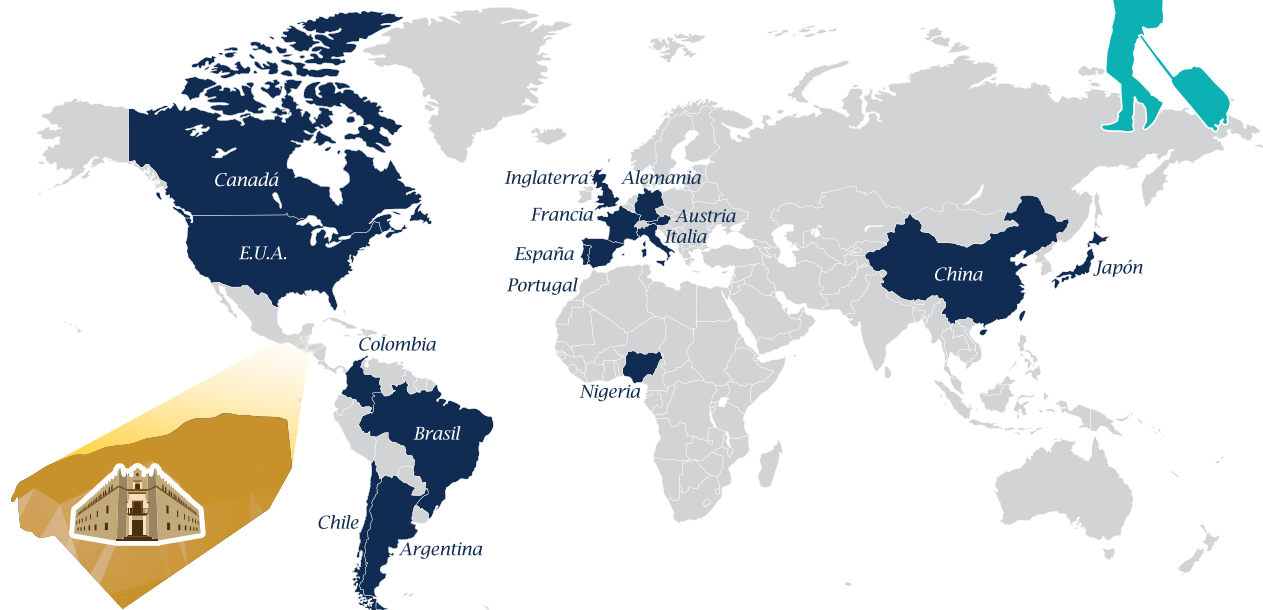 Canadá
E.U.A.
Inglaterra
Alemania
Francia
Austria
Italia
España
Portugal
China
Japón
Colombia
Nigeria
Brasil
Chile
Argentina